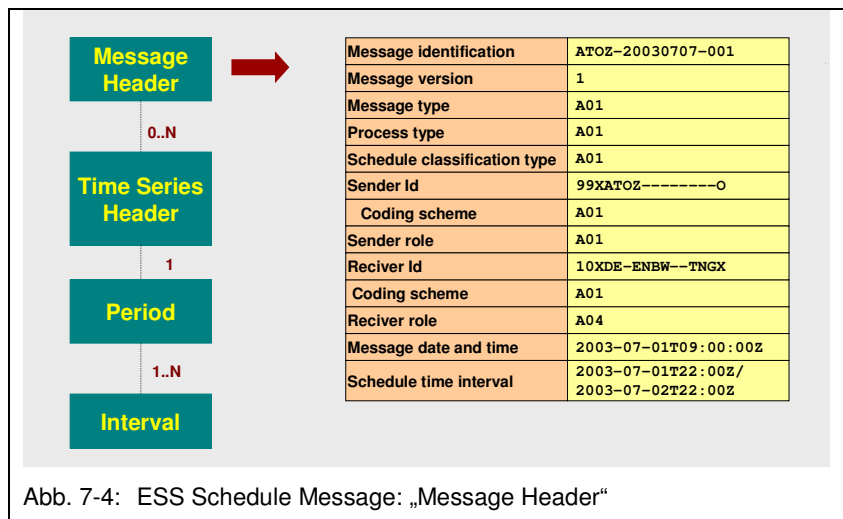 Message
Header
0..N
Time Series
Header
1
Period
1..N
Interval
Message identification ATOZ-20030707-001
Message version 1
Message type A01
Process type A01
Schedule classification type A01
Sender Id 99XATOZ--------O
Coding scheme A01
Sender role A01
Reciver Id 10XDE-ENBW--TNGX
Coding scheme A01
Reciver role A04
Message date and time 2003-07-01T09:00:00Z
Schedule time interval 2003-07-01T22:00Z/
2003-07-02T22:00Z
Abb. 7-4: ESS Schedule Message: „Message Header“